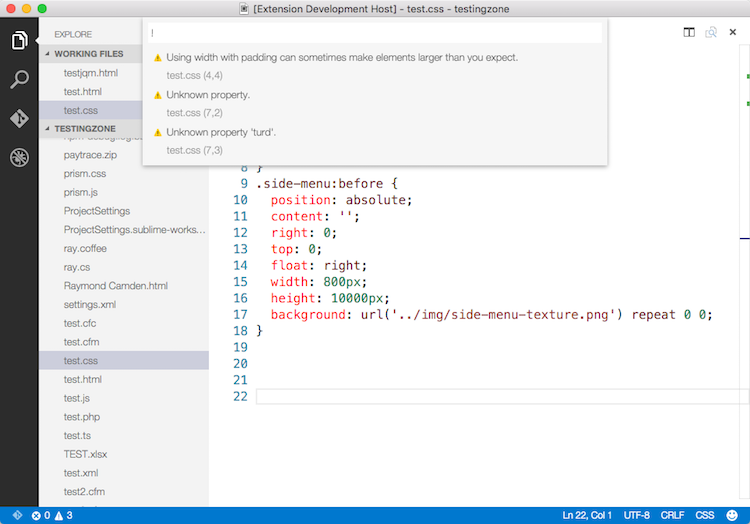 [Extension Development Host] - test.css - testingzone
EXPLORE
WORKING FILES
testjqm.html
test.html
test.css
TESTINGZONE
paytrace.zip
prism.css
prism.js
ProjectSettings
ProjectSettings.sublime-works...
ray.coffee
ray.cs
Raymond Camden.html
settings.xml
test.cfc
test.cfm
test.css
test.html
test.js
test.php
test.ts
TEST.xlsx
test.xml
test2.cfm
!
Using width with padding can sometimes make elements larger than you expect.
test.css (4,4)
Unknown property.
test.css (7,2)
Unknown property 'turd'.
test.css (7,3)
8 }
9 .side-menu:before {
10 position: absolute;
11 content: '';
12 right: 0;
13 top: 0;
14 float: right;
15 width: 800px;
16 height: 10000px;
17 background: url('../img/side-menu-texture.png') repeat 0 0;
18 }
19
20
21
22
0 3
Ln 22, Col 1 UTF-8 CRLF CSS